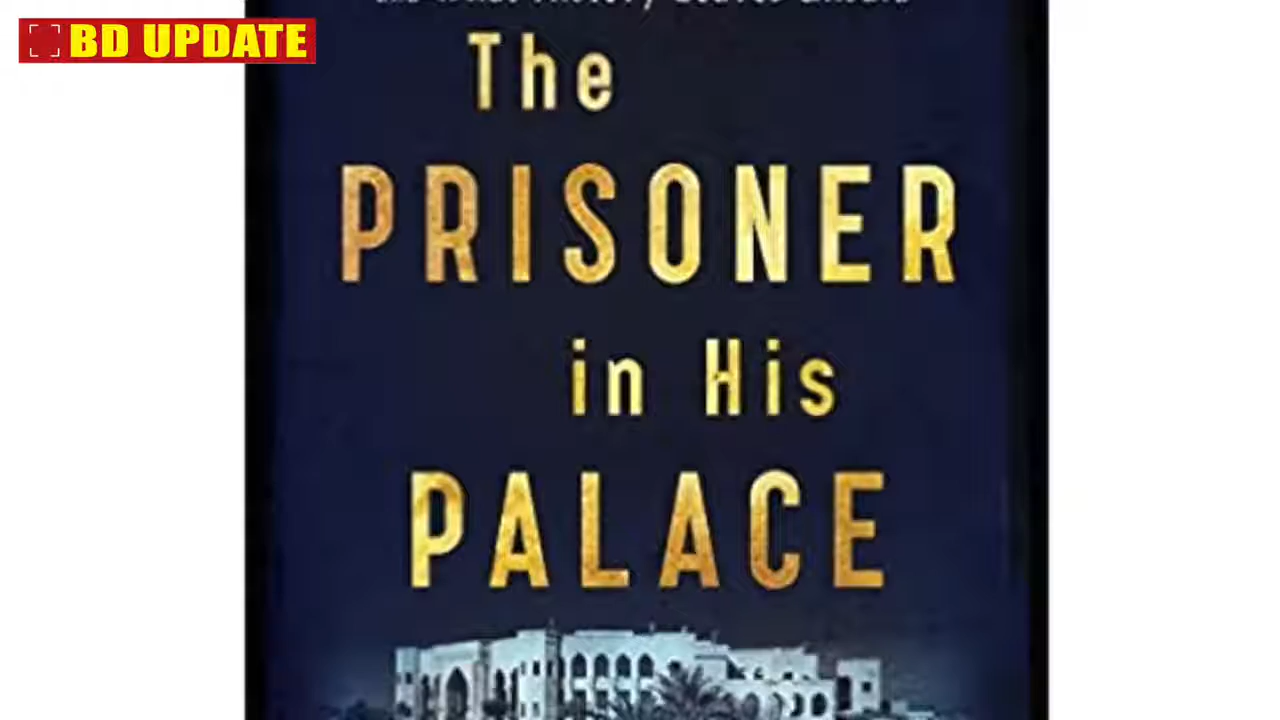 BD UPDATE
The
PRISONER
in His
PALACE